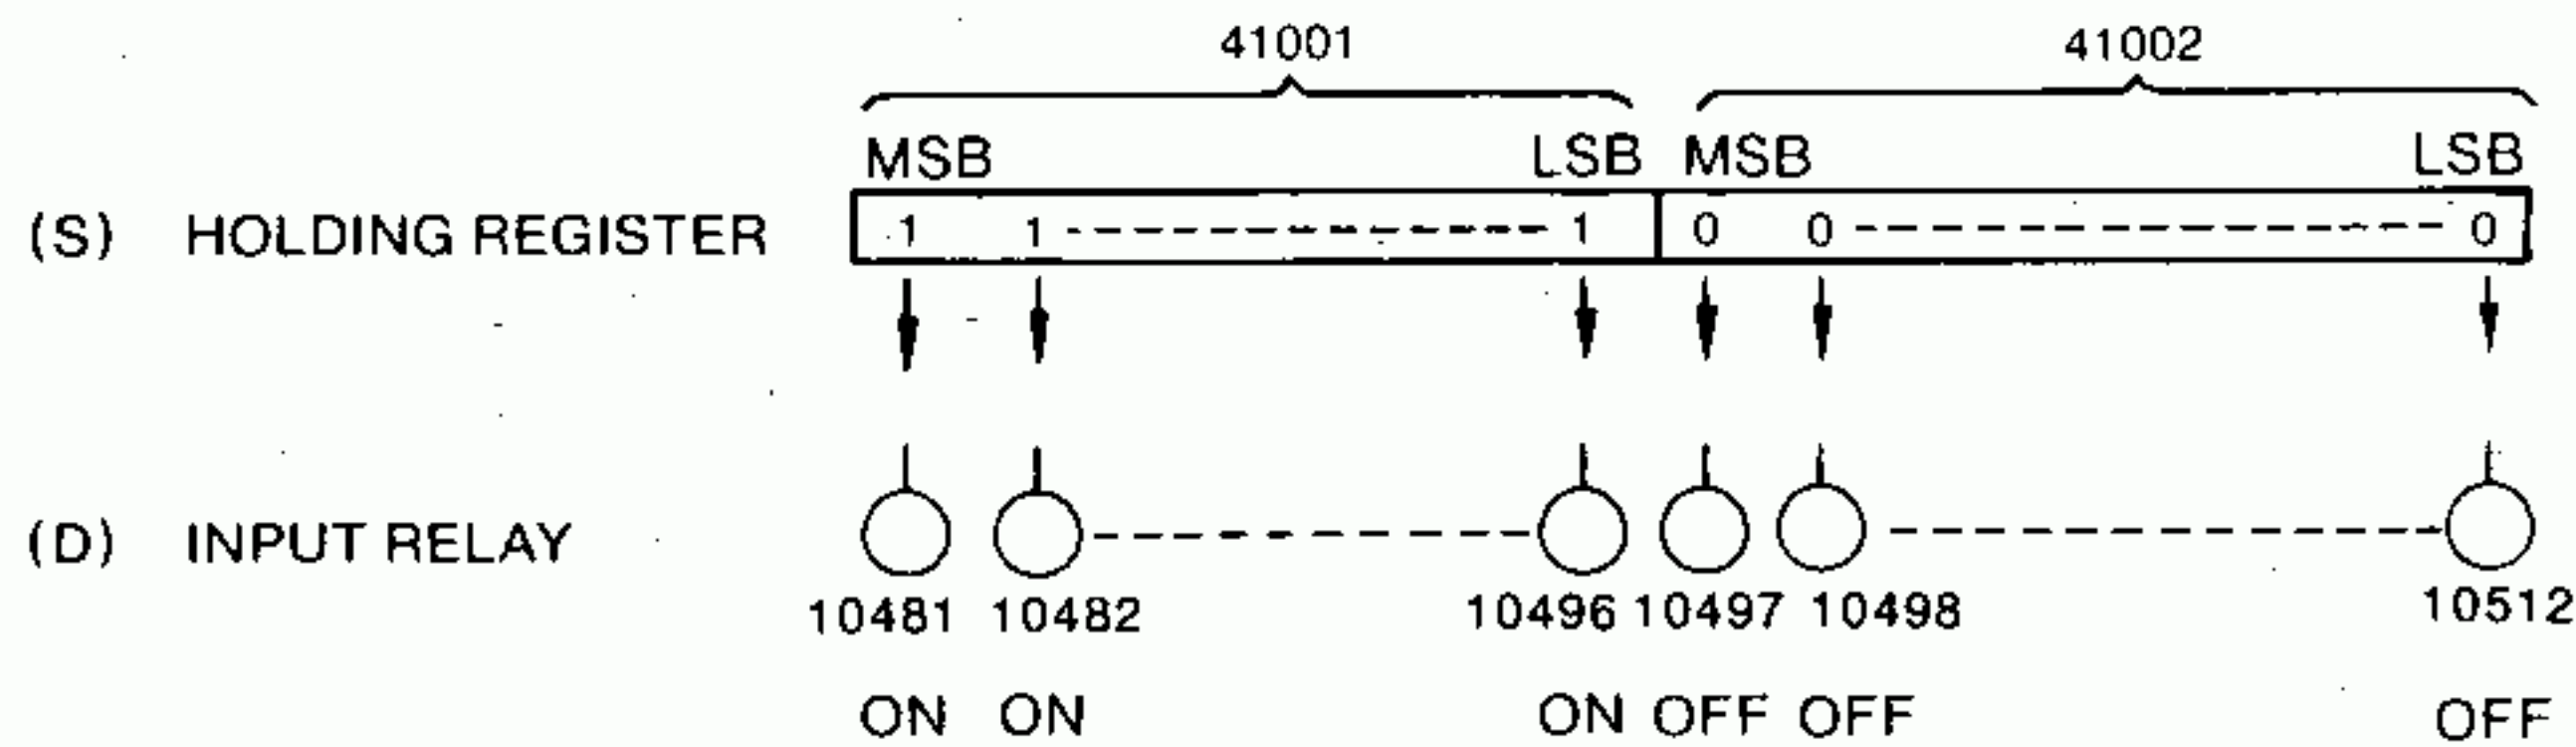 41001 41002
MSB LSB MSB LSB
(S) HOLDING REGISTER 1 1 1 0 0 0
(D) INPUT RELAY
10481 10482 10496 10497 10498 10512
ON ON ON OFF OFF OFF